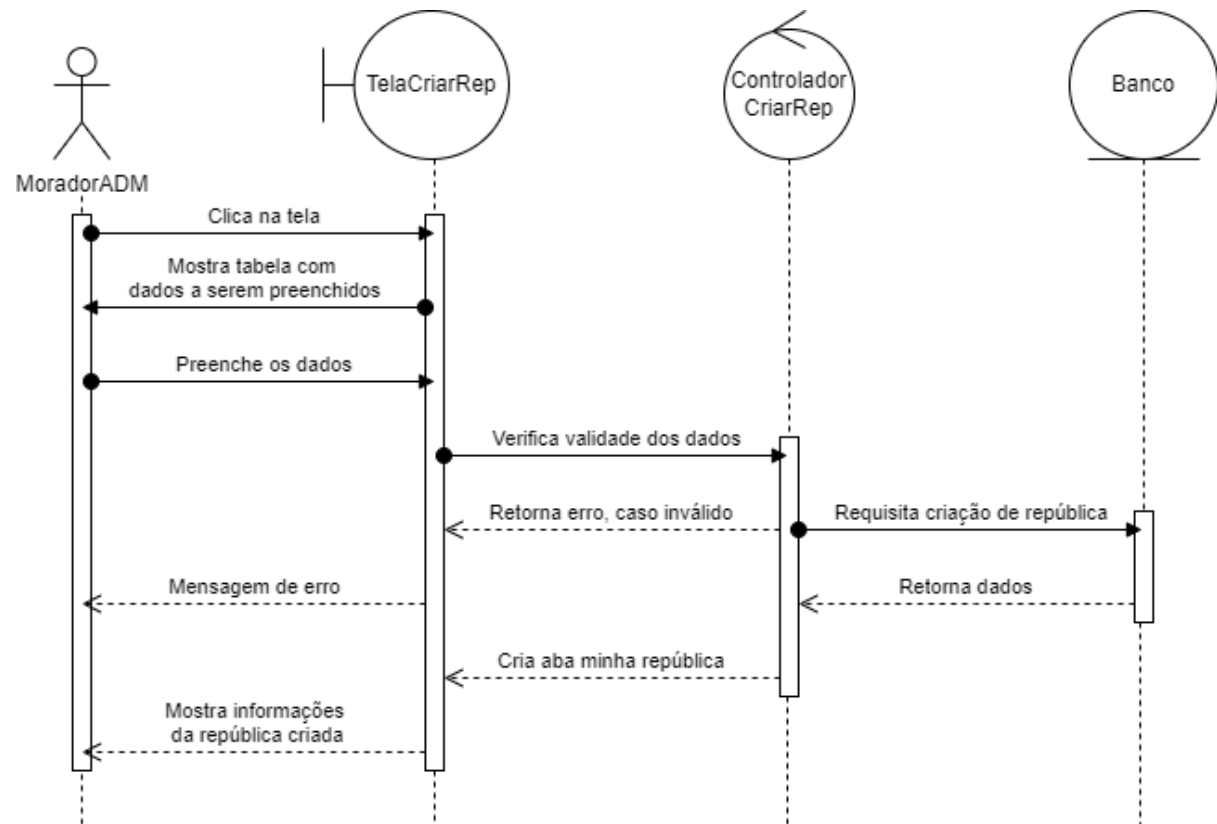 TelaCriarRep
Controlador
CriarRep
Banco
MoradorADM
Clica na tela
Mostra tabela com
dados a serem preenchidos
Preenche os dados
Verifica validade dos dados
Retorna erro, caso inválido
Requisita criação de república
Mensagem de erro
Retorna dados
Cria aba minha república
Mostra informações
da república criada